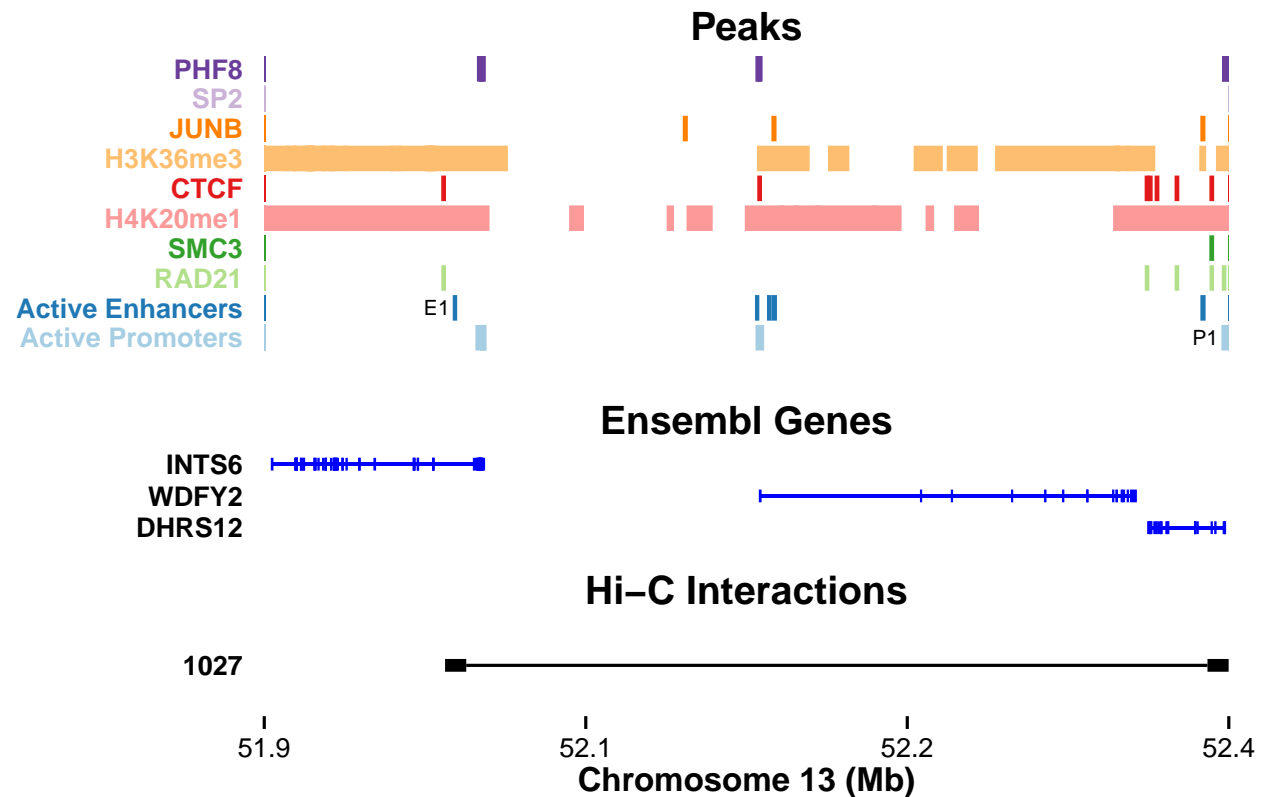 Peaks
PHF8
SP2
JUNB
H3K36me3
CTCF
H4K20me1
SMC3
RAD21
Active Enhancers E1
Active Promoters P1
Ensembl Genes
INTS6
WDFY2
DHRS12
Hi−C Interactions
1027
51.9 52.1 52.2 52.4
Chromosome 13 (Mb)